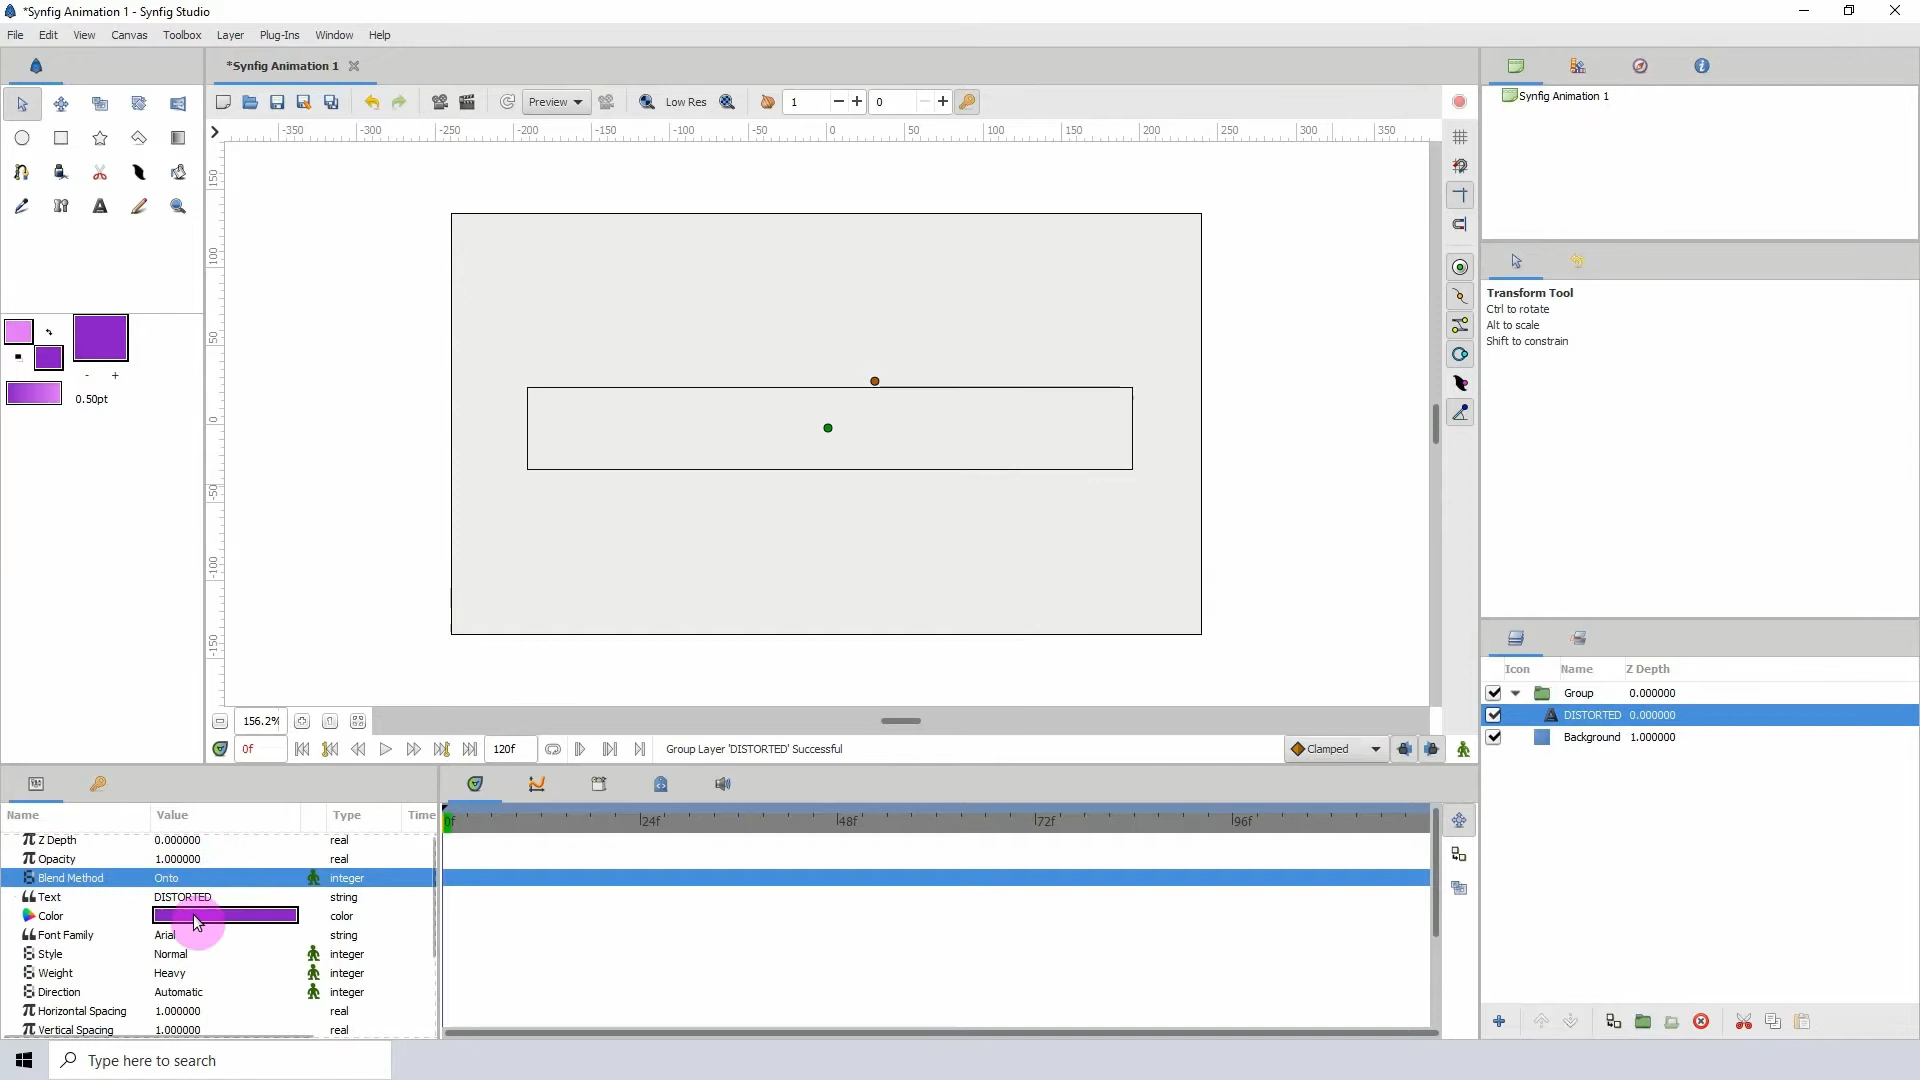 *Synfig Animation 1 - Synfig Studio
File Edit View Canvas Toolbox Layer Plug-Ins Window Help
*Synfig Animation 1
Preview Low Res 1 0
-350 -300 -250 -200 -150 -100 -50 0 50 100 150 200 250 300 350
150
100
50
0
-50
-100
-150
0.50pt
156.2%
0f 120f Group Layer 'DISTORTED' Successful Clamped
Synfig Animation 1
Transform Tool
Ctrl to rotate
Alt to scale
Shift to constrain
Icon Name Z Depth
Group 0.000000
DISTORTED 0.000000
Background 1.000000
Name Value Type Time
Z Depth 0.000000 real
Opacity 1.000000 real
Blend Method Onto integer
Text DISTORTED string
Color color
Font Family Arial string
Style Normal integer
Weight Heavy integer
Direction Automatic integer
Horizontal Spacing 1.000000 real
Vertical Spacing 1.000000 real
0f 24f 48f 72f 96f
Type here to search